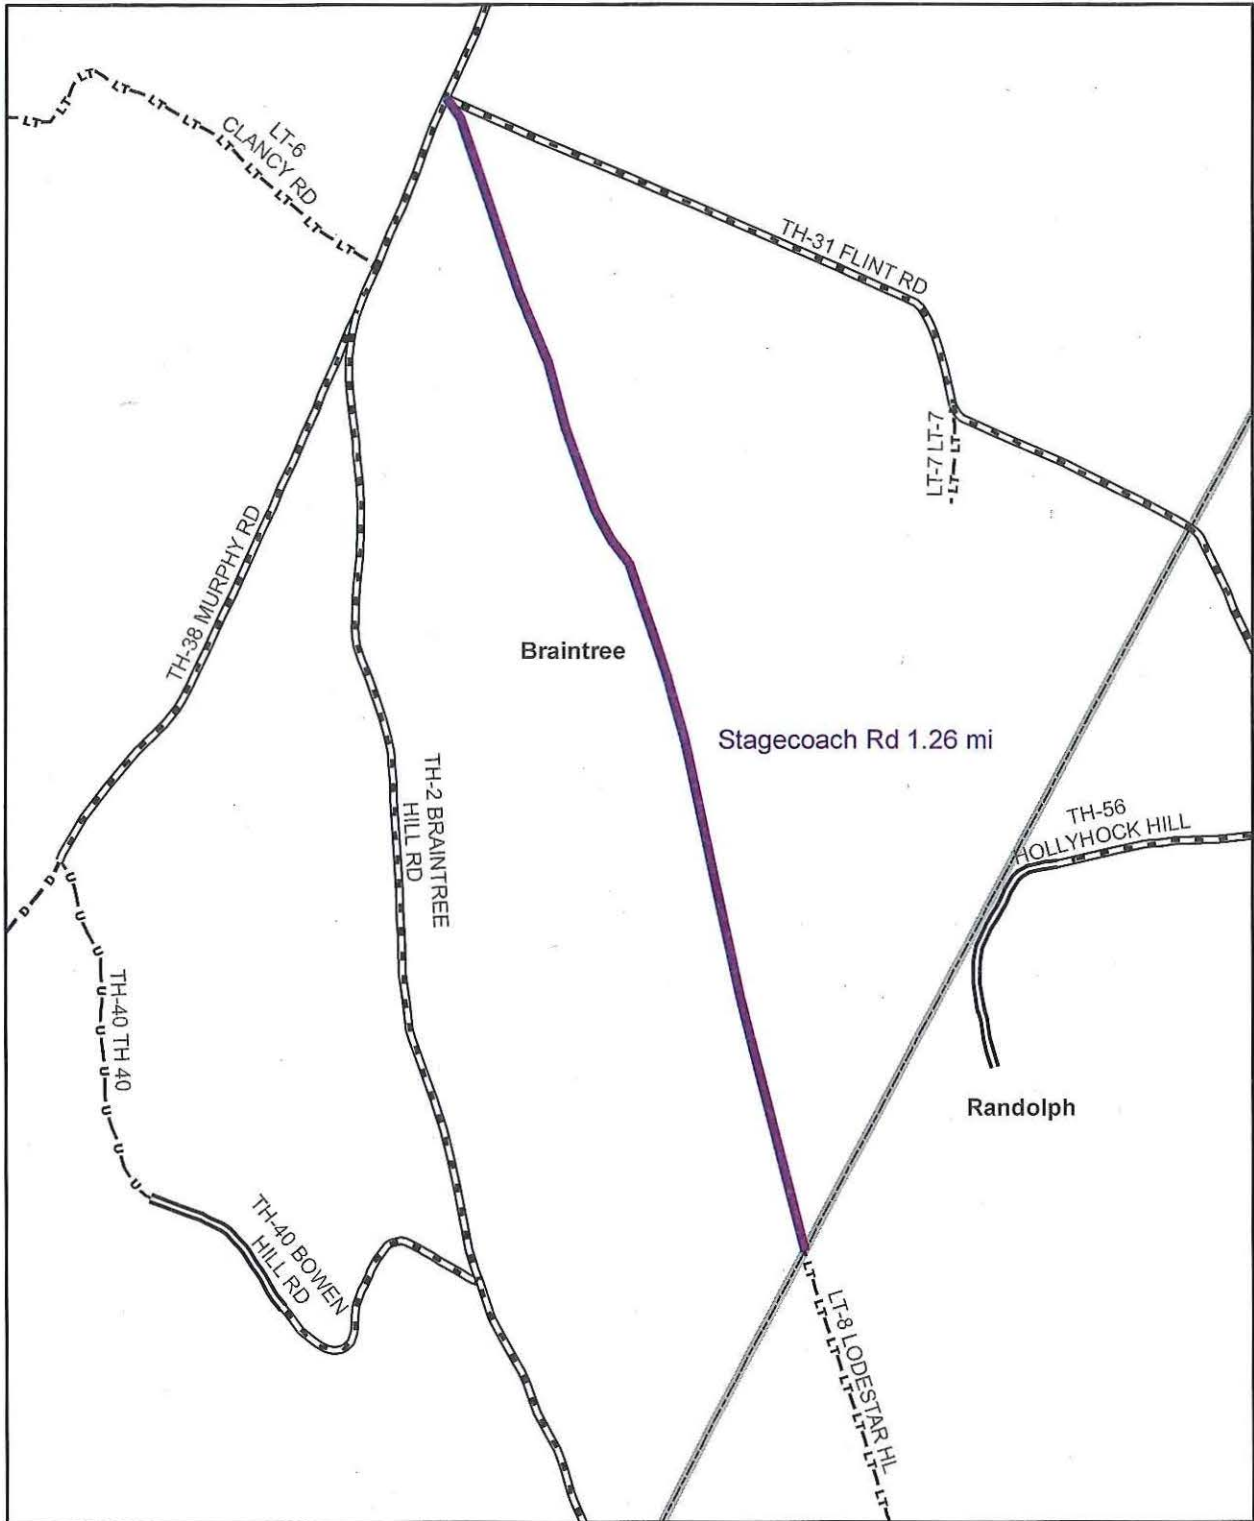 LT-6
CLANCY RD
TH-31 FLINT RD
LT-7 LT-7
TH-38 MURPHY RD
Braintree
Stagecoach Rd 1.26 mi
TH-2 BRAINTREE
HILL RD
TH-56
HOLLYHOCK HILL
TH-40 TH 40
Randolph
TH-40 BOWEN
HILL RD
LT-8 LODESTAR HL